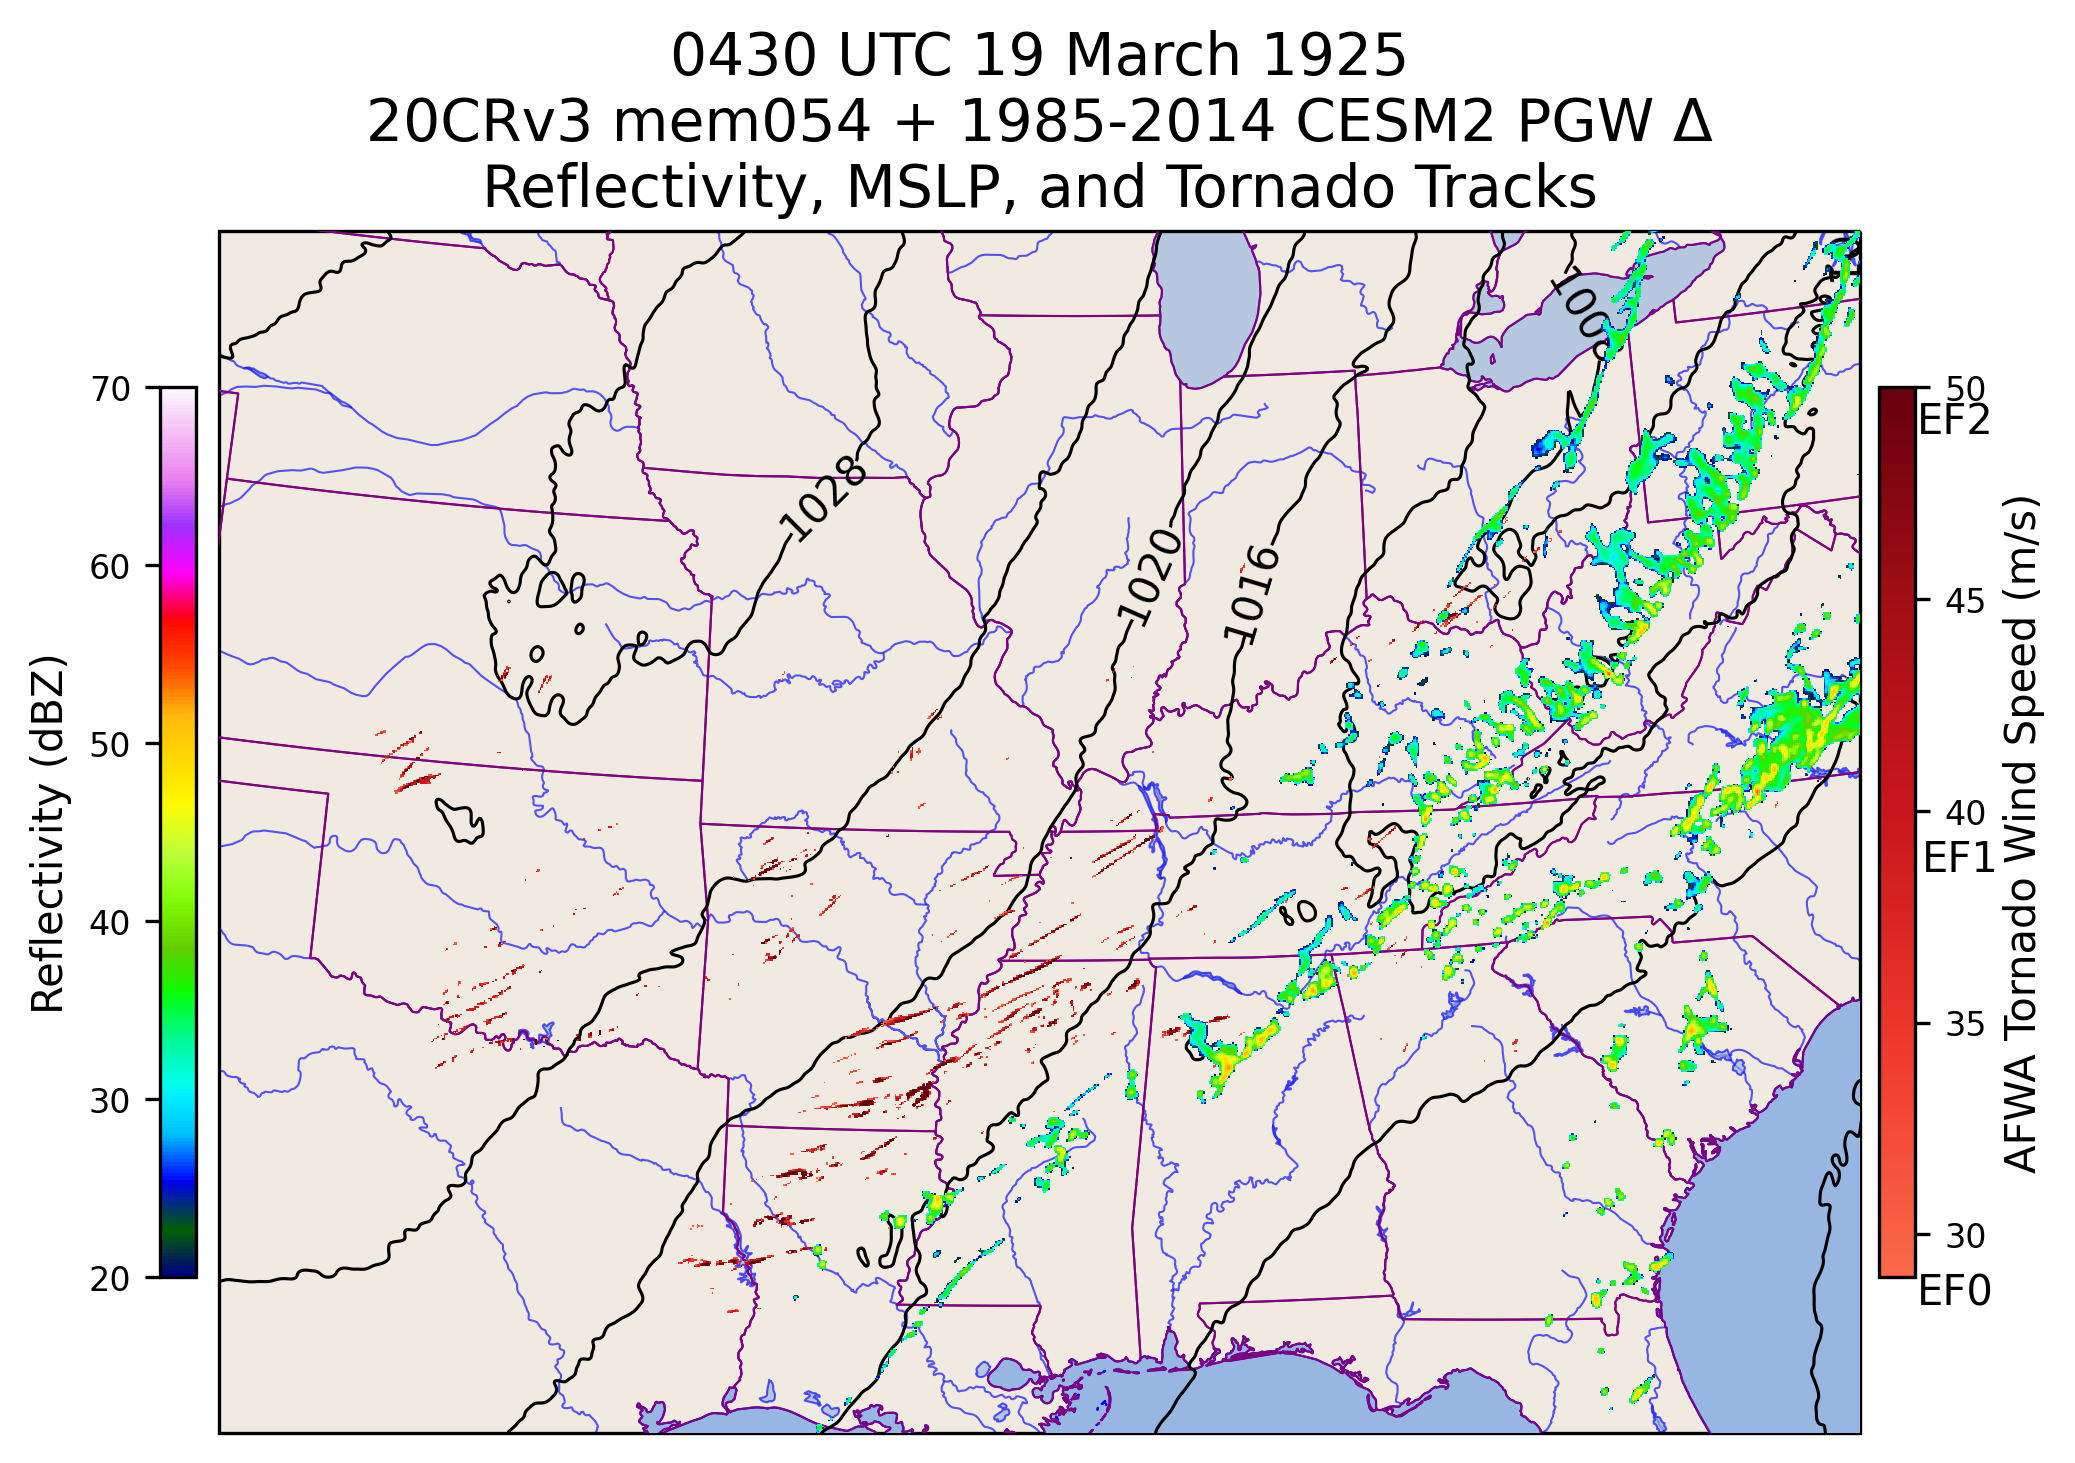 0430 UTC 19 March 1925
20CRv3 mem054 + 1985-2014 CESM2 PGW Δ
Reflectivity, MSLP, and Tornado Tracks
Reflectivity (dBZ)
70
60
50
40
30
20
1028
1020
1016
50
EF2
45
40
EF1
35
30
EF0
AFWA Tornado Wind Speed (m/s)